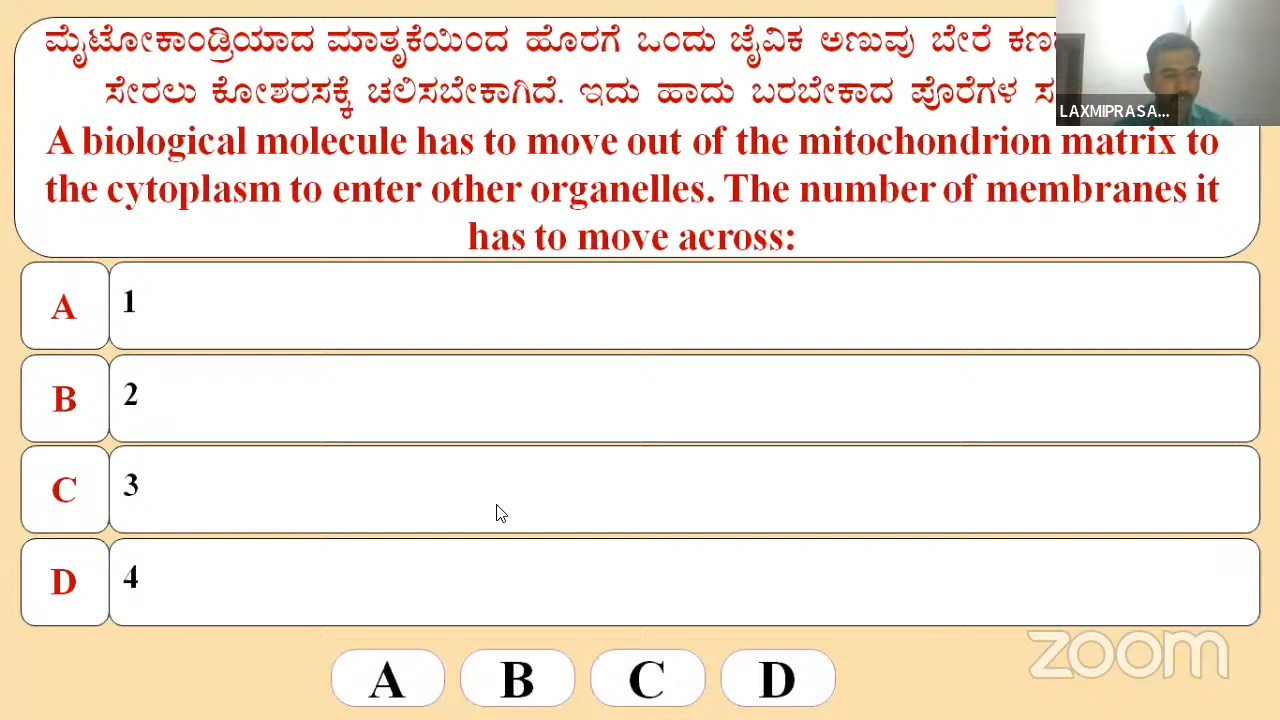 ಮೈಟೋಕಾಂಡ್ರಿಯಾದ ಮಾತೃಕೆಯಿಂದ ಹೊರಗೆ ಒಂದು ಜೈವಿಕ ಅಣುವು ಬೇರೆ
ಸೇರಲು ಕೋಶರಸಕ್ಕೆ ಚಲಿಸಬೇಕಾಗಿದೆ. ಇದು ಹಾದು ಬರಬೇಕಾದ ಪೊರೆಗಳ
LAXMIPRASA...
A biological molecule has to move out of the mitochondrion matrix to
the cytoplasm to enter other organelles. The number of membranes it
has to move across:
A 1
B 2
C 3
D 4
zoom
A B C D